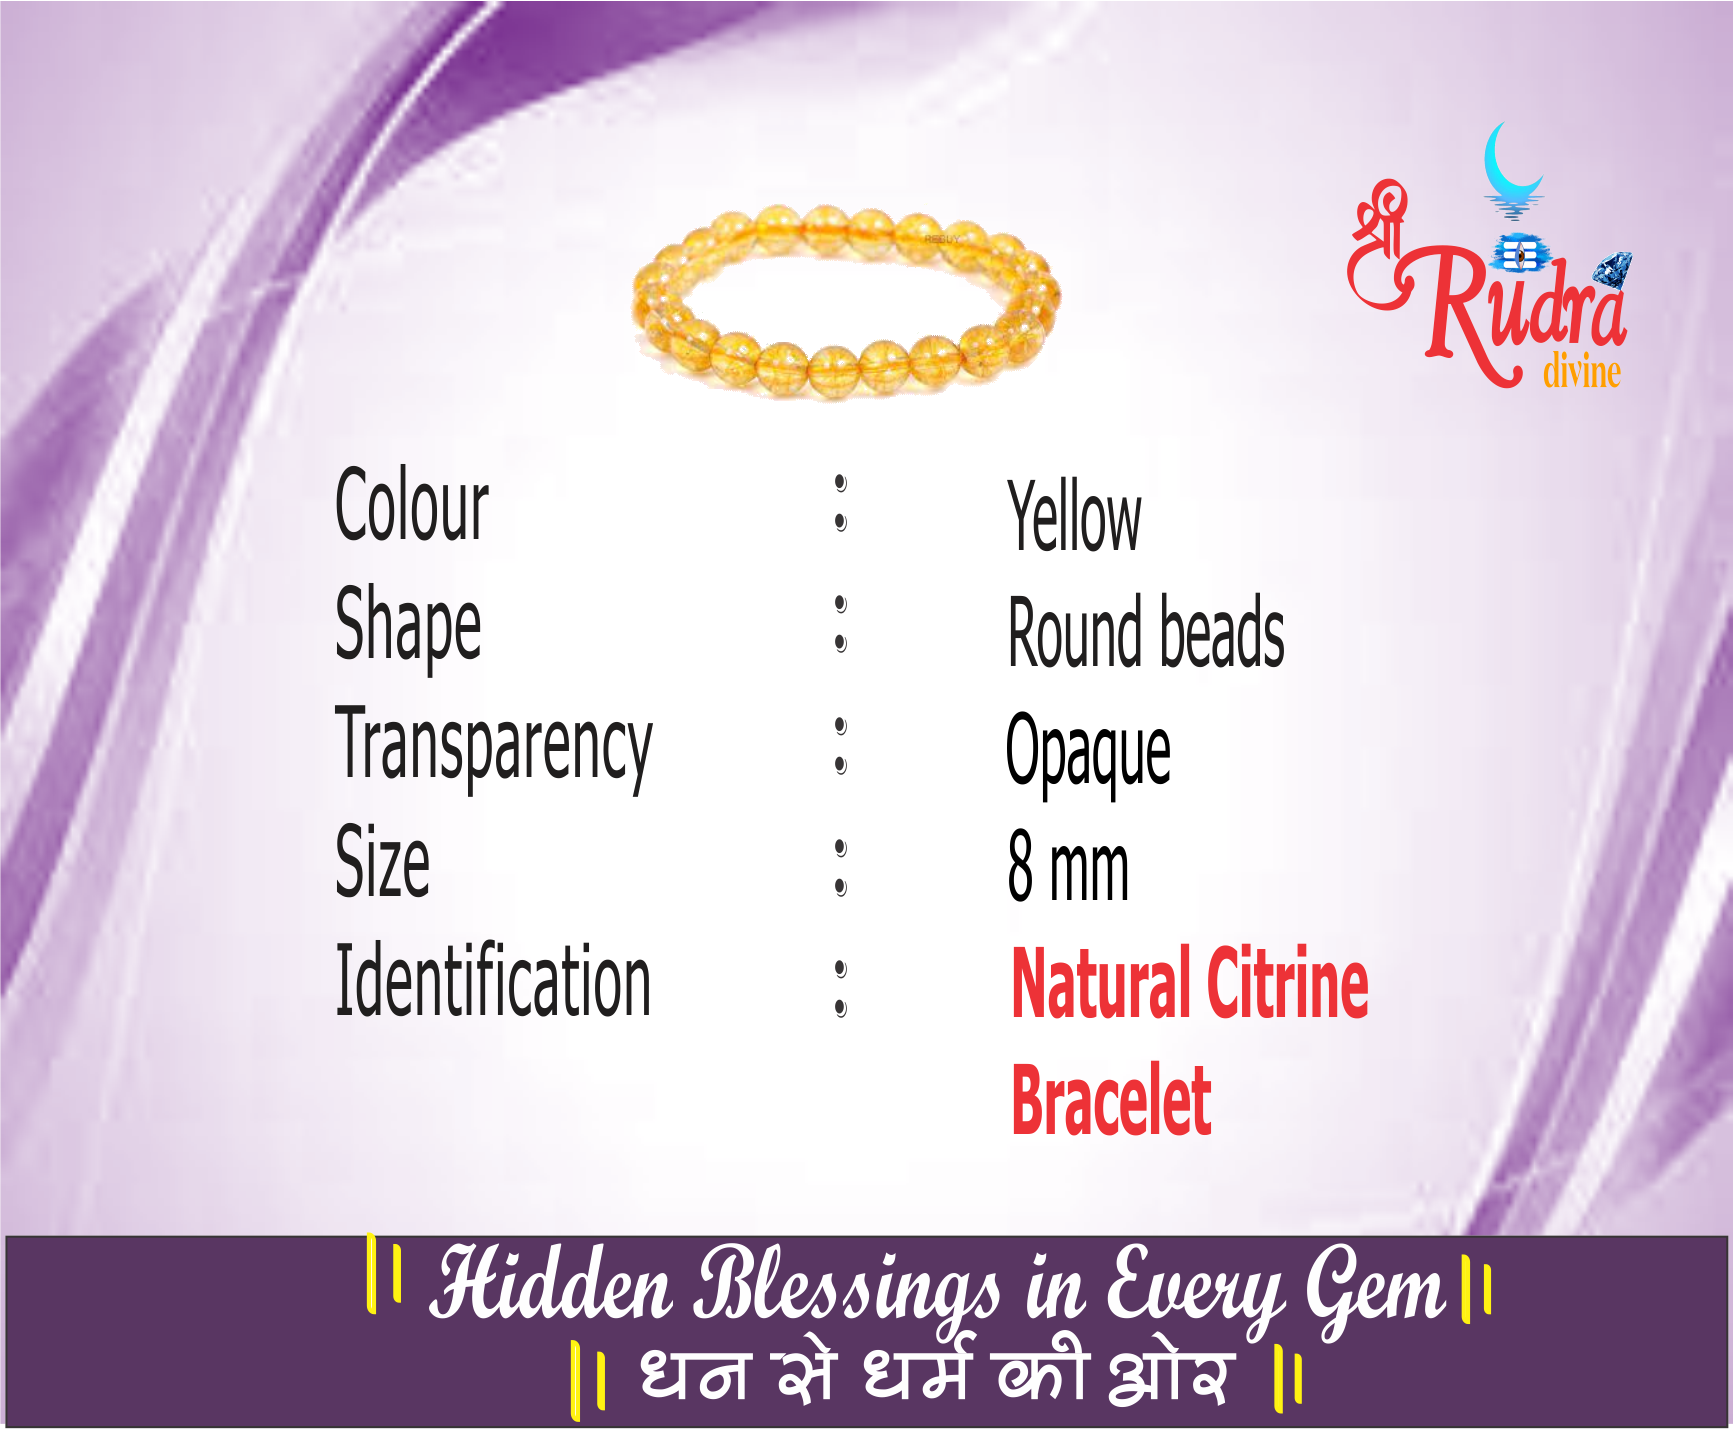 श्री
Rudra
divine
REBUY
Colour : Yellow
Shape : Round beads
Transparency : Opaque
Size : 8 mm
Identification : Natural Citrine
Bracelet
|| Hidden Blessings in Every Gem ||
|| धन से धर्म की ओर ||